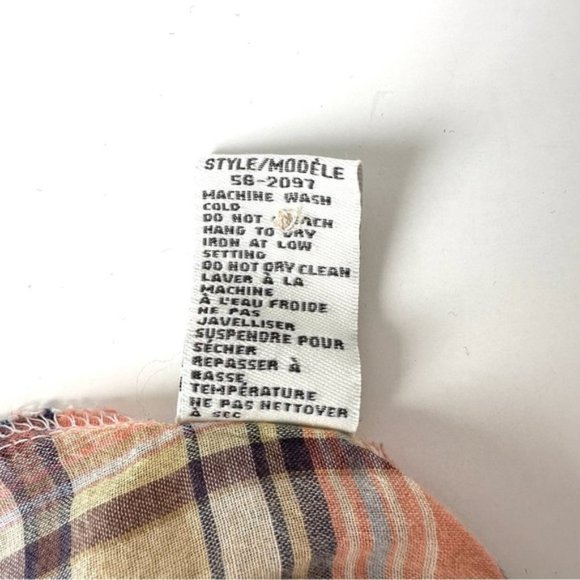 STYLE/MODÈLE
56-2097
MACHINE WASH
COLD
DO NOT
HANG TO DRY
IRON AT LOW
SETTING
DO NOT DRY CLEAN
LAVER À LA
MACHINE
À L'EAU FROIDE
NE PAS
JAVELLISER
SUSPENDRE POUR
SÉCHER
REPASSER À
BASSE
TEMPÉRATURE
NE PAS NETTOYER
À SEC